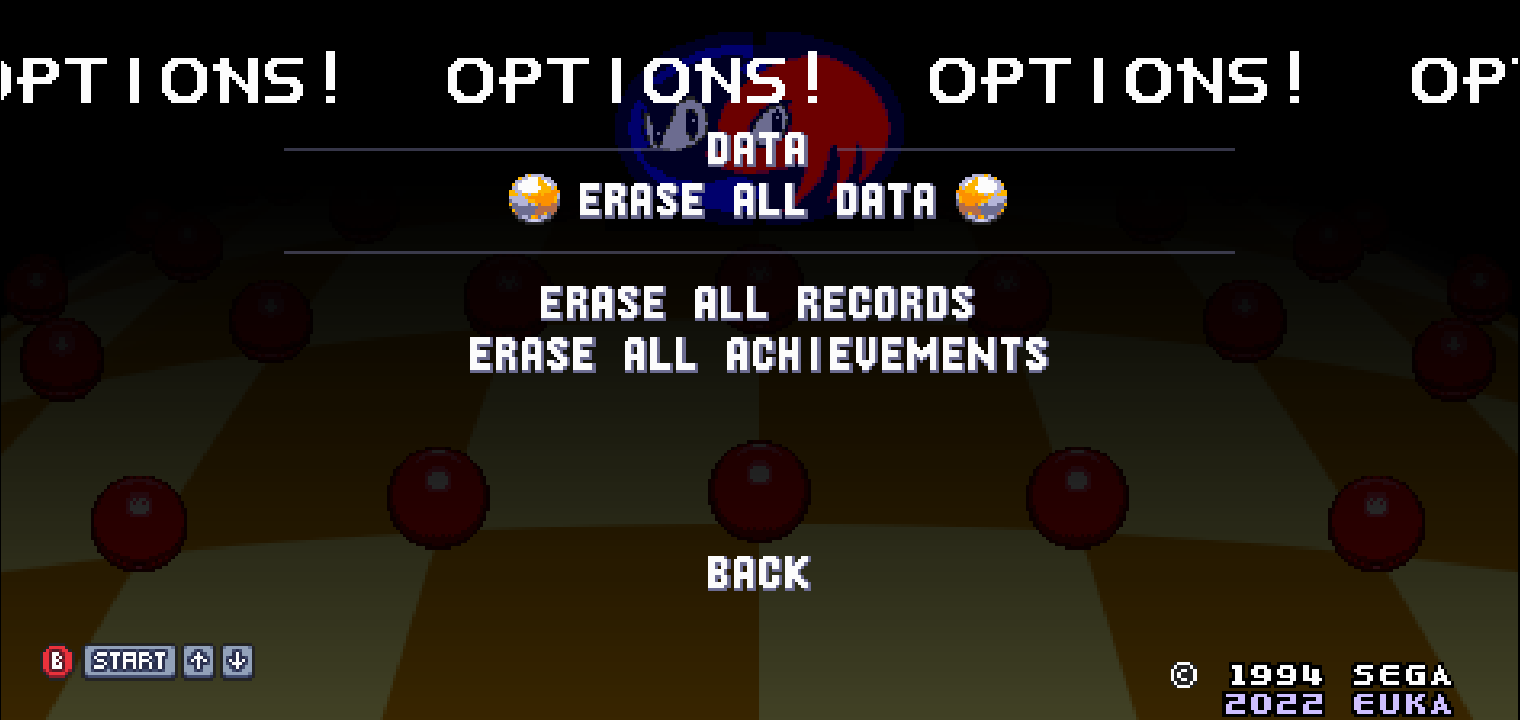 OPTIONS! OPTIONS! OPTIONS! OP
DATA
ERASE ALL DATA
ERASE ALL RECORDS
ERASE ALL ACHIEVEMENTS
BACK
B START ↑ ↓
© 1994 SEGA
2022 EUKA